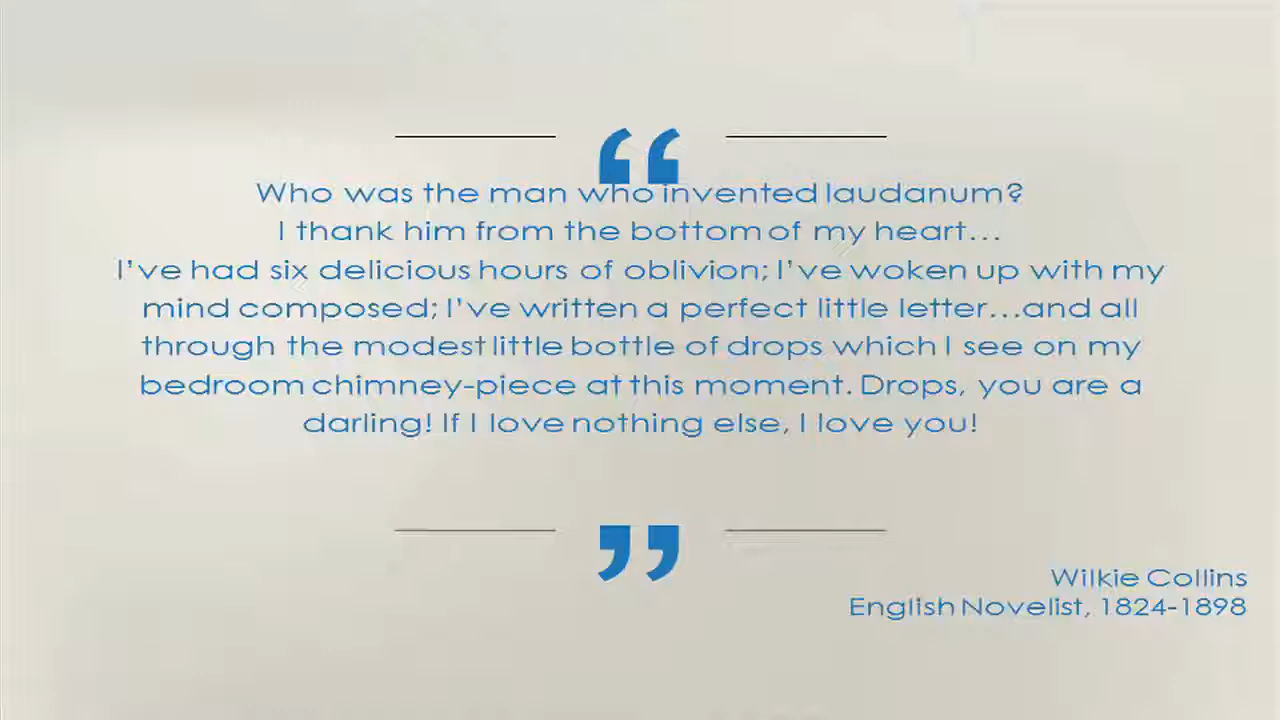 “
Who was the man who invented laudanum?
I thank him from the bottom of my heart...
I’ve had six delicious hours of oblivion; I’ve woken up with my
mind composed; I’ve written a perfect little letter...and all
through the modest little bottle of drops which I see on my
bedroom chimney-piece at this moment. Drops, you are a
darling! If I love nothing else, I love you!
”
Wilkie Collins
English Novelist, 1824-1898